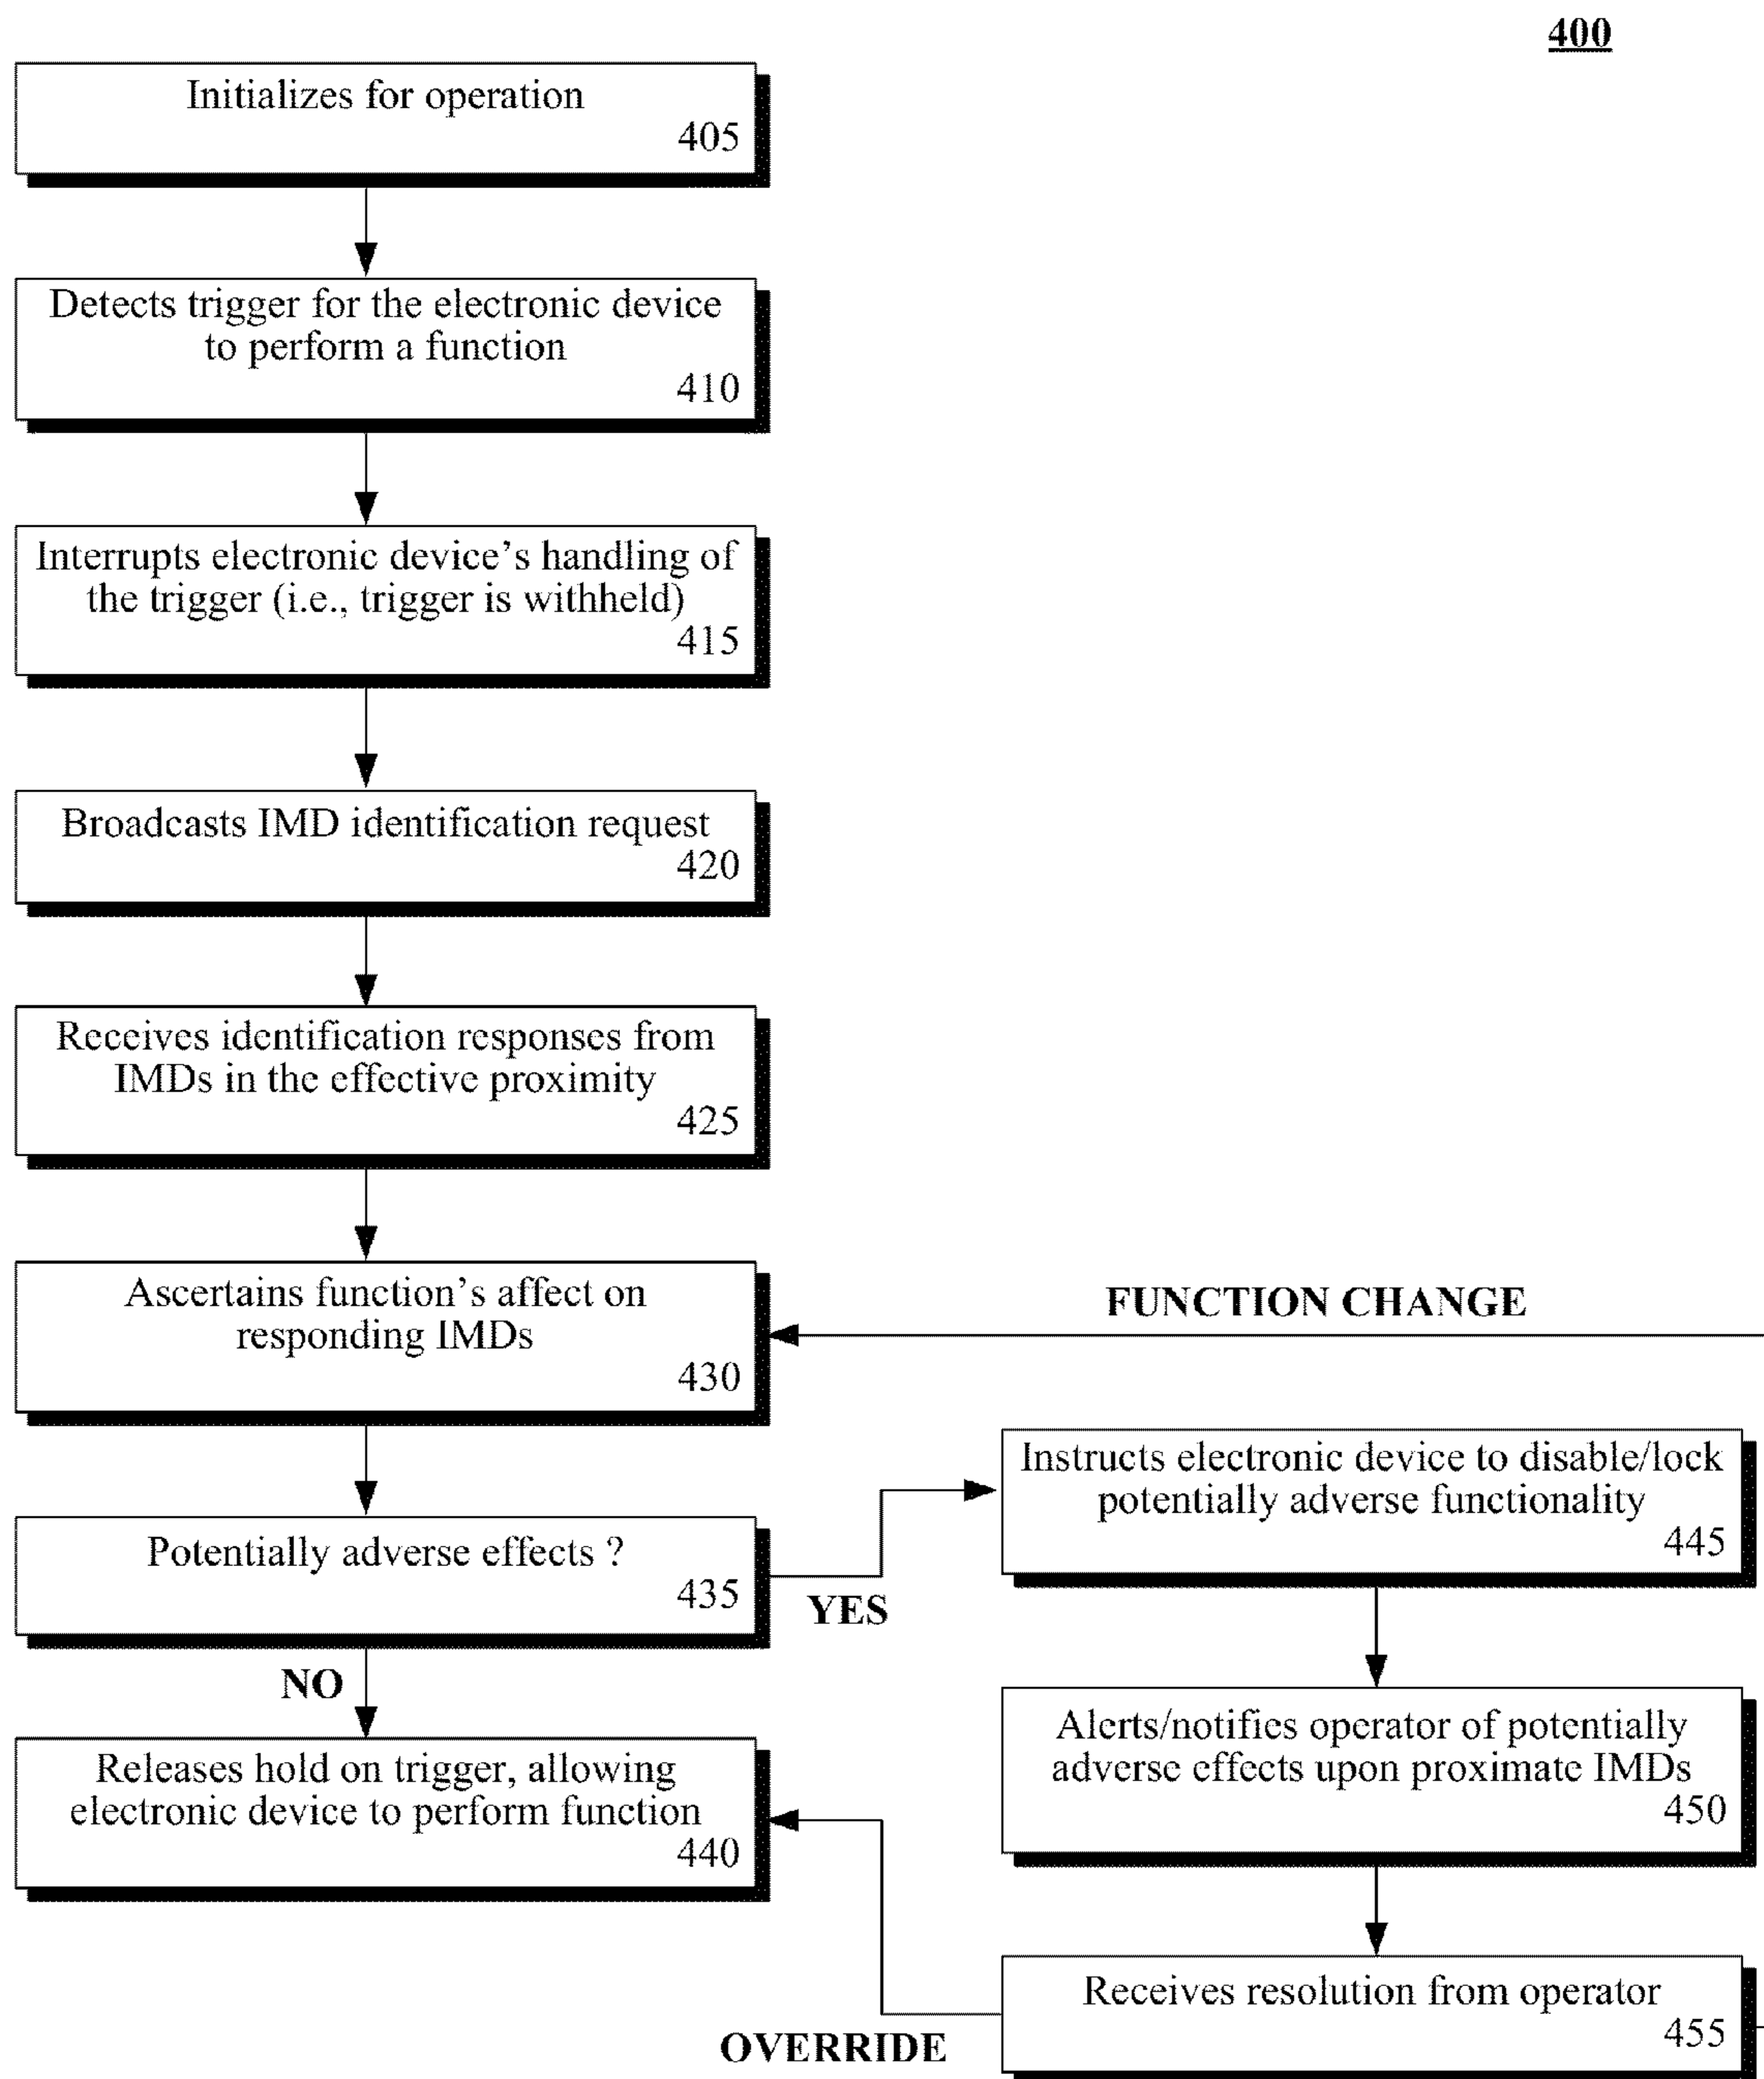 400
Initializes for operation
405
Detects trigger for the electronic device
to perform a function
410
Interrupts electronic device's handling of
the trigger (i.e., trigger is withheld)
415
Broadcasts IMD identification request
420
Receives identification responses from
IMDs in the effective proximity
425
Ascertains function's affect on
responding IMDs
430
FUNCTION CHANGE
Potentially adverse effects ?
435
YES
NO
Instructs electronic device to disable/lock
potentially adverse functionality
445
Alerts/notifies operator of potentially
adverse effects upon proximate IMDs
450
Releases hold on trigger, allowing
electronic device to perform function
440
Receives resolution from operator
455
OVERRIDE